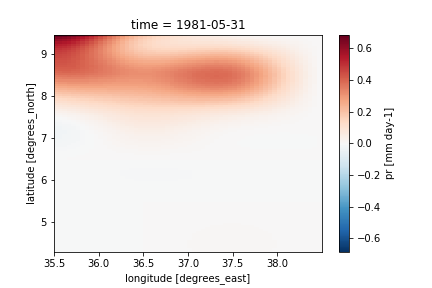 time = 1981-05-31
9
8
7
6
5
latitude [degrees_north]
35.5 36.0 36.5 37.0 37.5 38.0
longitude [degrees_east]
0.6
0.4
0.2
0.0
−0.2
−0.4
−0.6
pr [mm day-1]